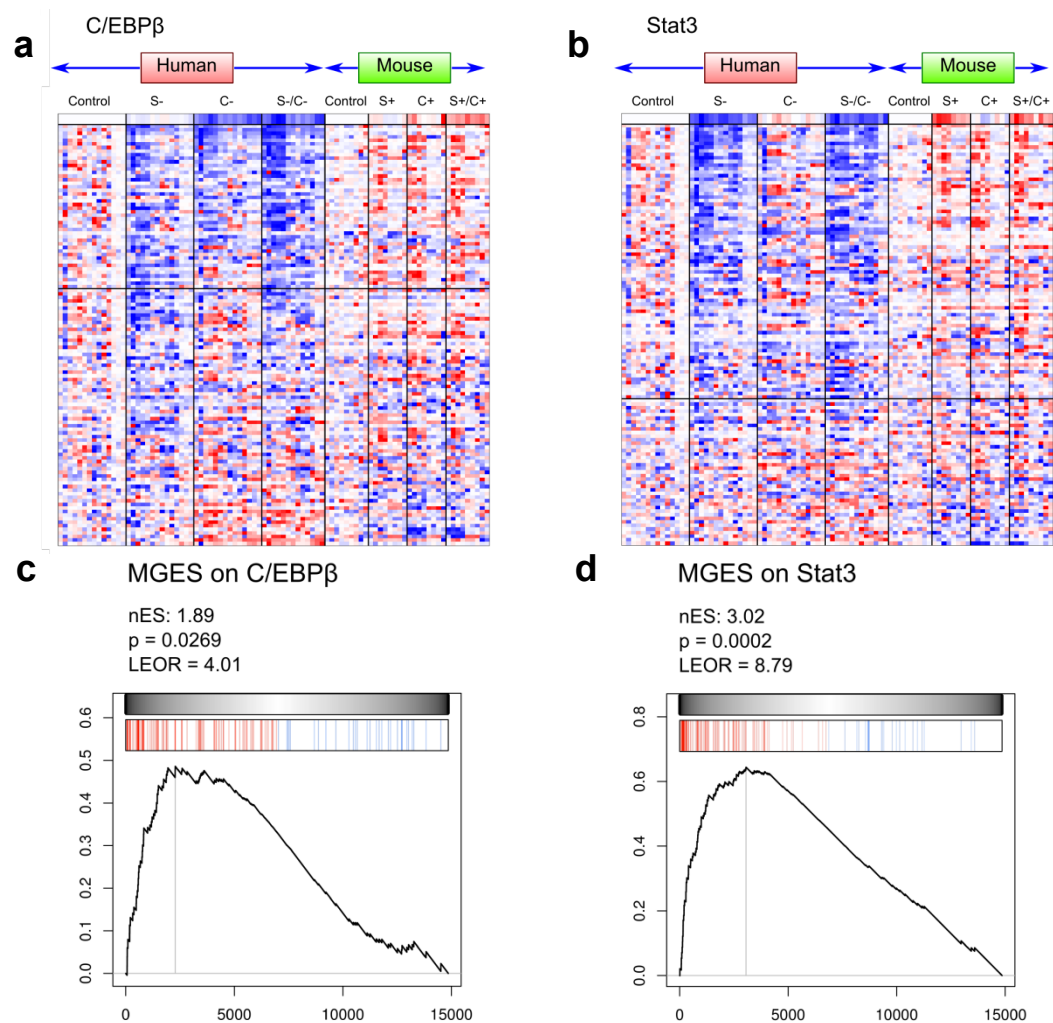 a
C/EBPβ
Human
Mouse
Control S- C- S-/C- Control S+ C+ S+/C+
b
Stat3
Human
Mouse
Control S- C- S-/C- Control S+ C+ S+/C+
c
MGES on C/EBPβ
nES: 1.89
p = 0.0269
LEOR = 4.01
0.6
0.5
0.4
0.3
0.2
0.1
0.0
0 5000 10000 15000
d
MGES on Stat3
nES: 3.02
p = 0.0002
LEOR = 8.79
0.8
0.6
0.4
0.2
0.0
0 5000 10000 15000